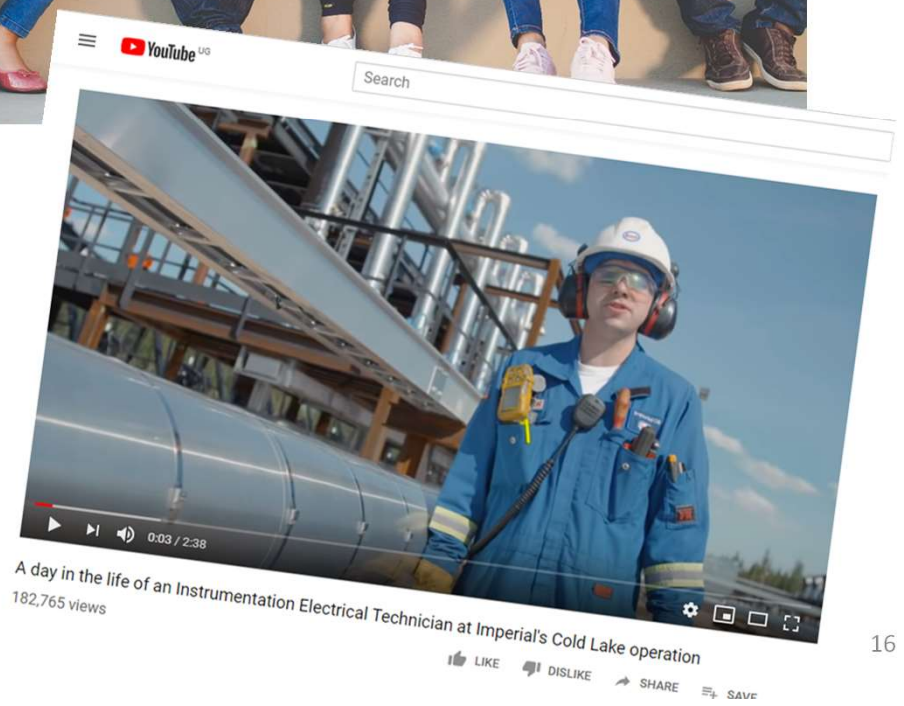 YouTube UG
Search
0:03 / 2:38
A day in the life of an Instrumentation Electrical Technician at Imperial's Cold Lake operation
182,765 views
LIKE DISLIKE SHARE SAVE
16